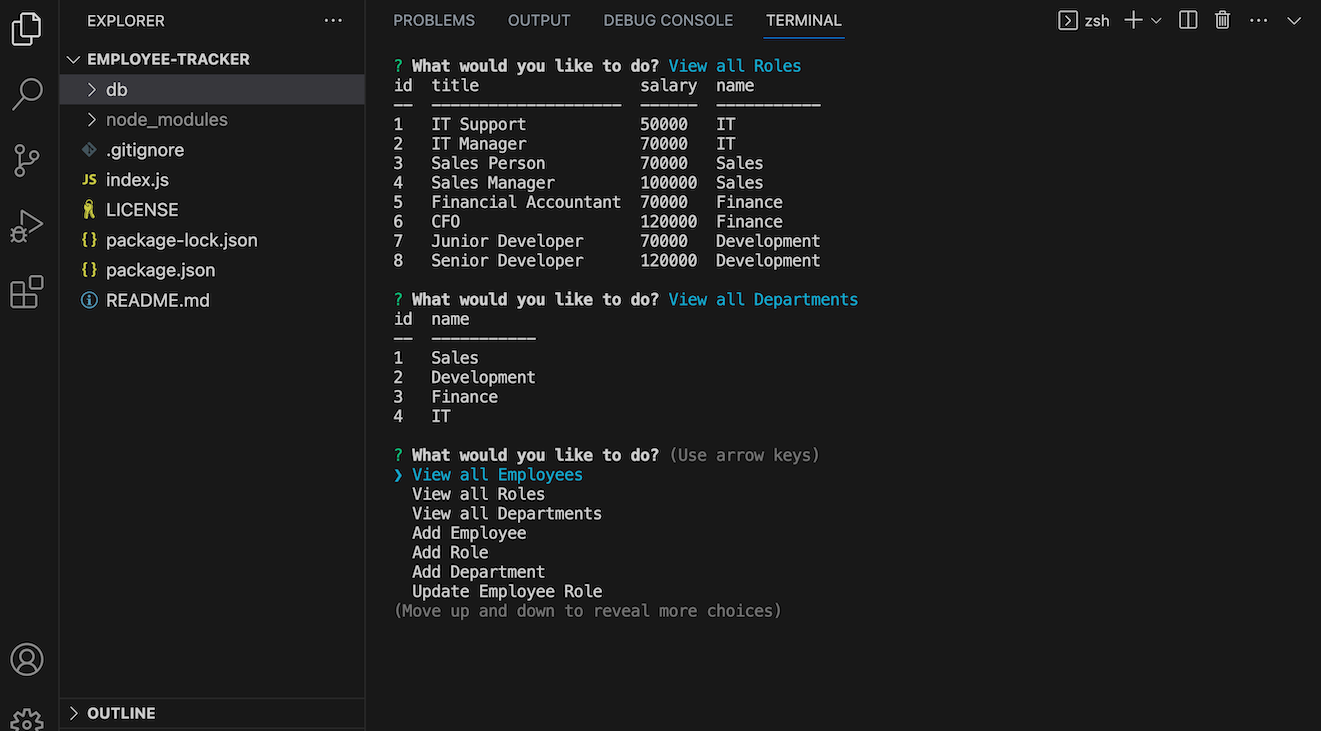 EXPLORER ...
EMPLOYEE-TRACKER
db
node_modules
.gitignore
JS index.js
LICENSE
{} package-lock.json
{} package.json
README.md
OUTLINE
PROBLEMS OUTPUT DEBUG CONSOLE TERMINAL zsh
? What would you like to do? View all Roles
id title salary name
-- -------------------- ------ -----------
1 IT Support 50000 IT
2 IT Manager 70000 IT
3 Sales Person 70000 Sales
4 Sales Manager 100000 Sales
5 Financial Accountant 70000 Finance
6 CFO 120000 Finance
7 Junior Developer 70000 Development
8 Senior Developer 120000 Development
? What would you like to do? View all Departments
id name
-- -----------
1 Sales
2 Development
3 Finance
4 IT
? What would you like to do? (Use arrow keys)
❯ View all Employees
View all Roles
View all Departments
Add Employee
Add Role
Add Department
Update Employee Role
(Move up and down to reveal more choices)